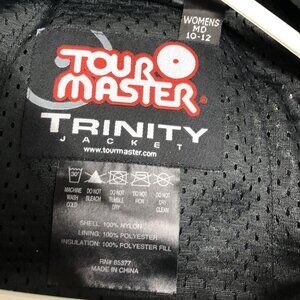 WOMENS
MD
10-12
TOUR
MASTER
TRINITY
JACKET
www.tourmaster.com
30°
MACHINE WASH COLD
DO NOT BLEACH
DO NOT TUMBLE DRY
DO NOT IRON
DO NOT DRY CLEAN
SHELL: 100% NYLON
LINING: 100% POLYESTER
INSULATION: 100% POLYESTER FILL
RN# 85377
MADE IN CHINA